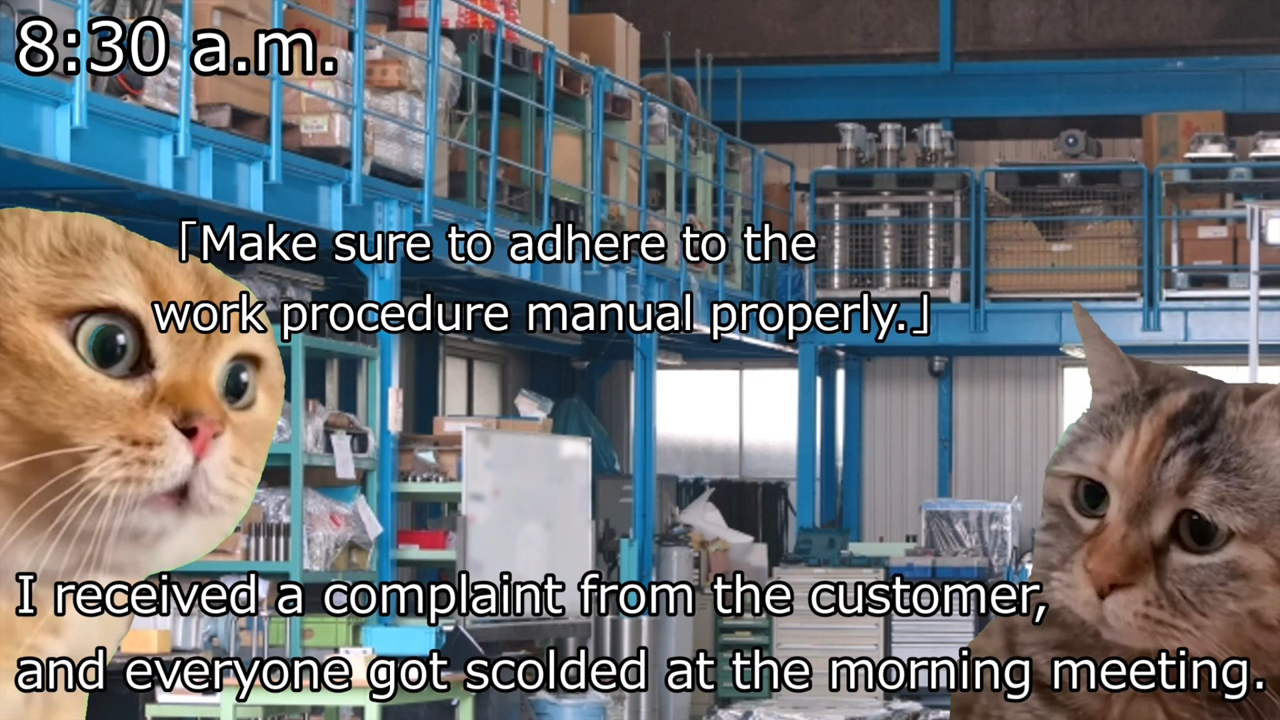 8:30 a.m.
「Make sure to adhere to the
work procedure manual properly.」
I received a complaint from the customer,
and everyone got scolded at the morning meeting.